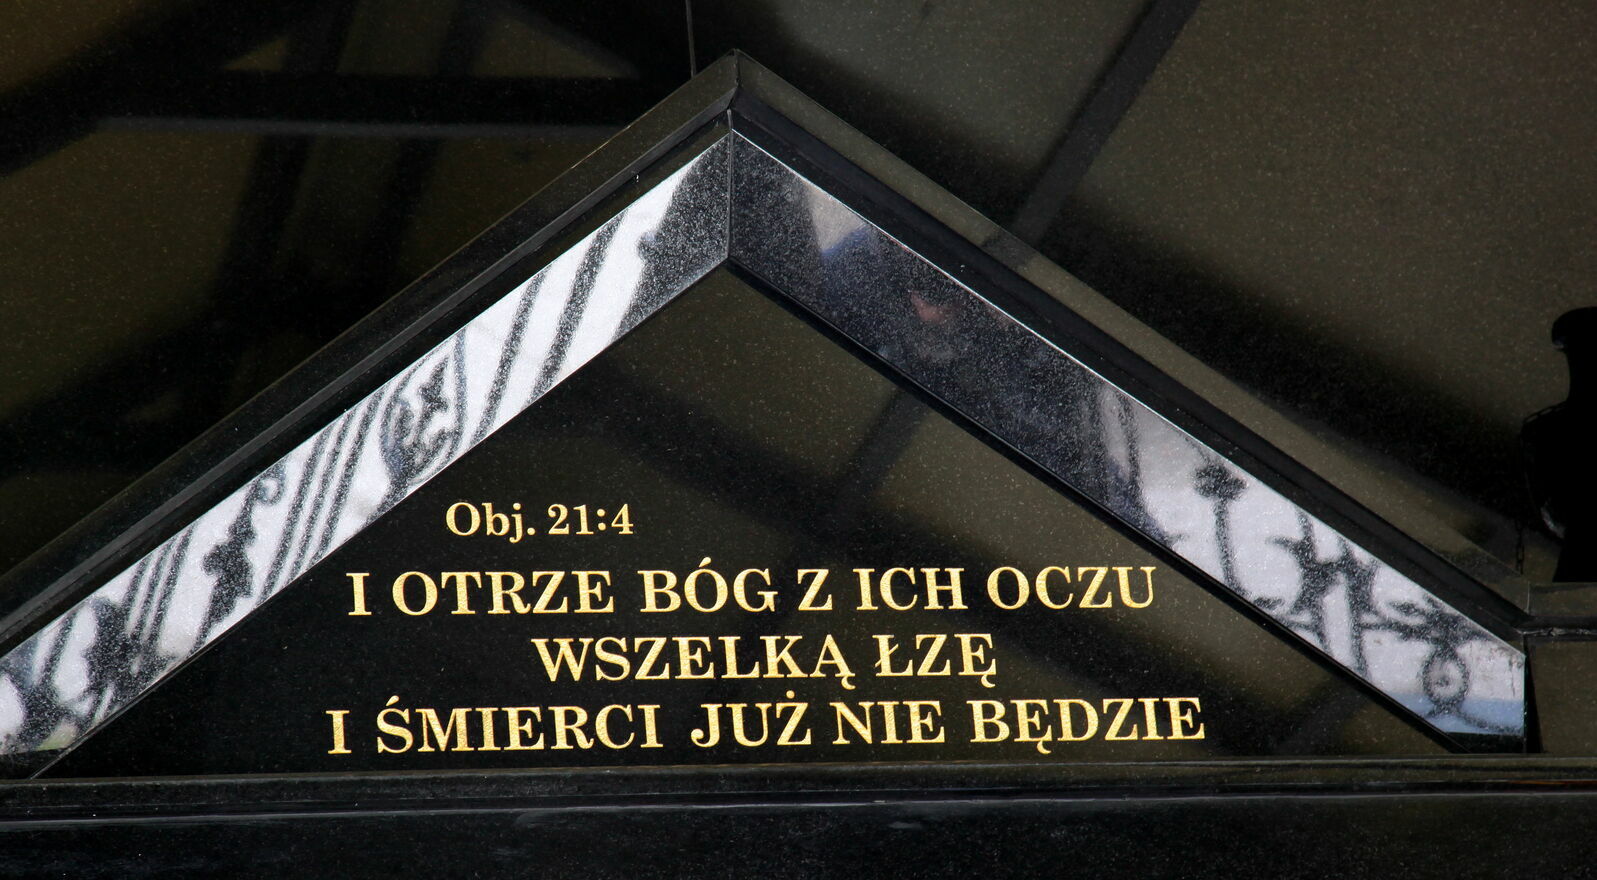 Obj. 21:4
I OTRZE BÓG Z ICH OCZU
WSZELKĄ ŁZĘ
I ŚMIERCI JUŻ NIE BĘDZIE